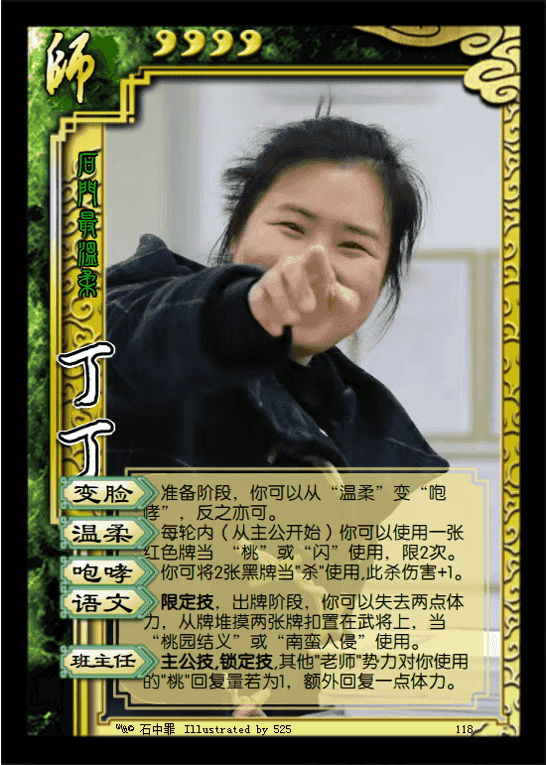 師
9999
石門最溫柔
丁丁
变脸 准备阶段，你可以从“温柔”变“咆
哮”，反之亦可。
温柔 每轮内（从主公开始）你可以使用一张
红色牌当 “桃”或“闪”使用，限2次。
咆哮 你可将2张黑牌当"杀"使用,此杀伤害+1。
语文 限定技，出牌阶段，你可以失去两点体
力，从牌堆摸两张牌扣置在武将上，当
“桃园结义”或“南蛮入侵”使用。
班主任 主公技,锁定技,其他"老师"势力对你使用
的"桃"回复量若为1，额外回复一点体力。
石中罪 Illustrated by 525
118